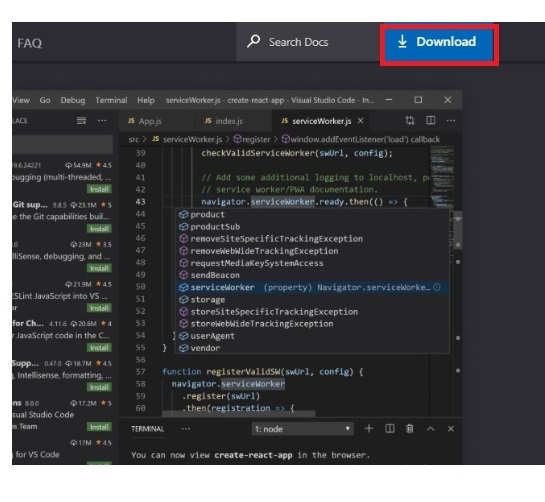 FAQ
Search Docs
Download
View Go Debug Terminal Help serviceWorker.js - create-react-app - Visual Studio Code - In...
LACE
JS App.js JS index.js JS serviceWorker.js
src > JS serviceWorker.js > register > window.addEventListener('load') callback
39 checkValidServiceWorker(swUrl, config);
40
41 // Add some additional logging to localhost, p
42 // service worker/PWA documentation.
43 navigator.serviceWorker.ready.then(() => {
44 product
45 productSub
46 removeSiteSpecificTrackingException
47 removeWebWideTrackingException
48 requestMediaKeySystemAccess
49 sendBeacon
50 serviceWorker (property) Navigator.serviceWorke...
51 storage
52 storeSiteSpecificTrackingException
53 storeWebWideTrackingException
54 } userAgent
55 } vendor
56
57 function registerValidSW(swUrl, config) {
58 navigator.serviceWorker
59 .register(swUrl)
60 .then(registration => {
9.6.24221 54.9M 4.5
bugging (multi-threaded, ...
Install
Git sup... 9.8.5 23.1M 5
e the Git capabilities buil...
Install
.0 23M 3.5
lliSense, debugging, and ...
Install
21.9M 4.5
ESLint JavaScript into VS ...
Install
for Ch... 4.11.6 20.6M 4
r JavaScript code in the C...
Install
Supp... 0.47.0 18.7M 4.5
, Intellisense, formatting, ...
Install
ns 8.8.0 17.2M 5
sual Studio Code
s Team Install
17M 4.5
for VS Code
TERMINAL ... 1: node
You can now view create-react-app in the browser.